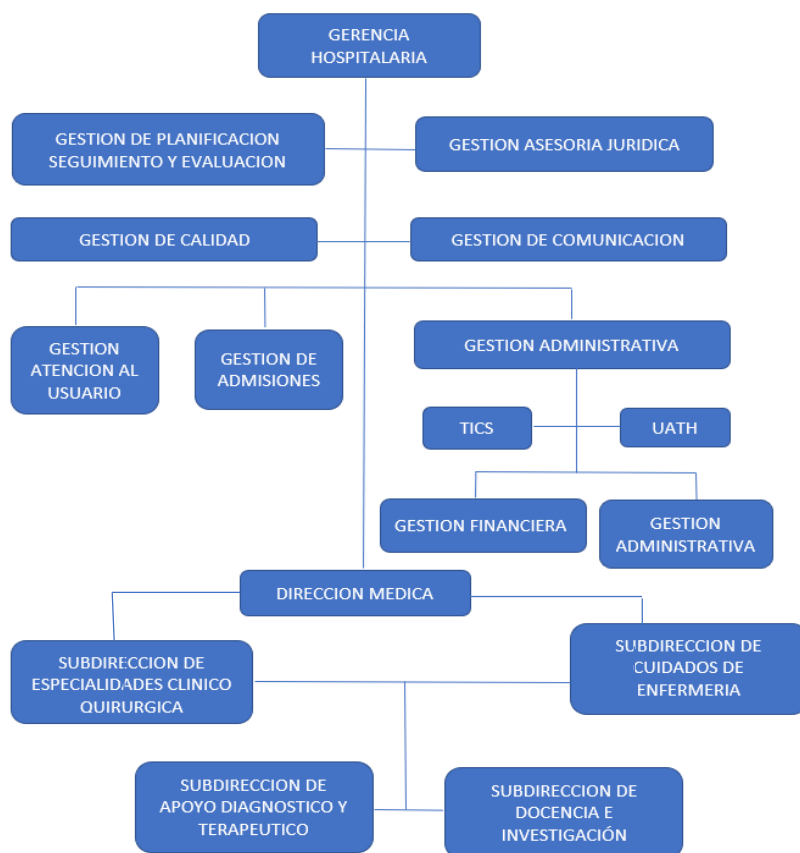 GERENCIA
HOSPITALARIA
GESTION DE PLANIFICACION
SEGUIMIENTO Y EVALUACION
GESTION ASESORIA JURIDICA
GESTION DE CALIDAD
GESTION DE COMUNICACION
GESTION
ATENCION AL
USUARIO
GESTION DE
ADMISIONES
GESTION ADMINISTRATIVA
TICS
UATH
GESTION FINANCIERA
GESTION
ADMINISTRATIVA
DIRECCION MEDICA
SUBDIRECCION DE
ESPECIALIDADES CLINICO
QUIRURGICA
SUBDIRECCION DE
CUIDADOS DE
ENFERMERIA
SUBDIRECCION DE
APOYO DIAGNOSTICO Y
TERAPEUTICO
SUBDIRECCION DE
DOCENCIA E
INVESTIGACIÓN